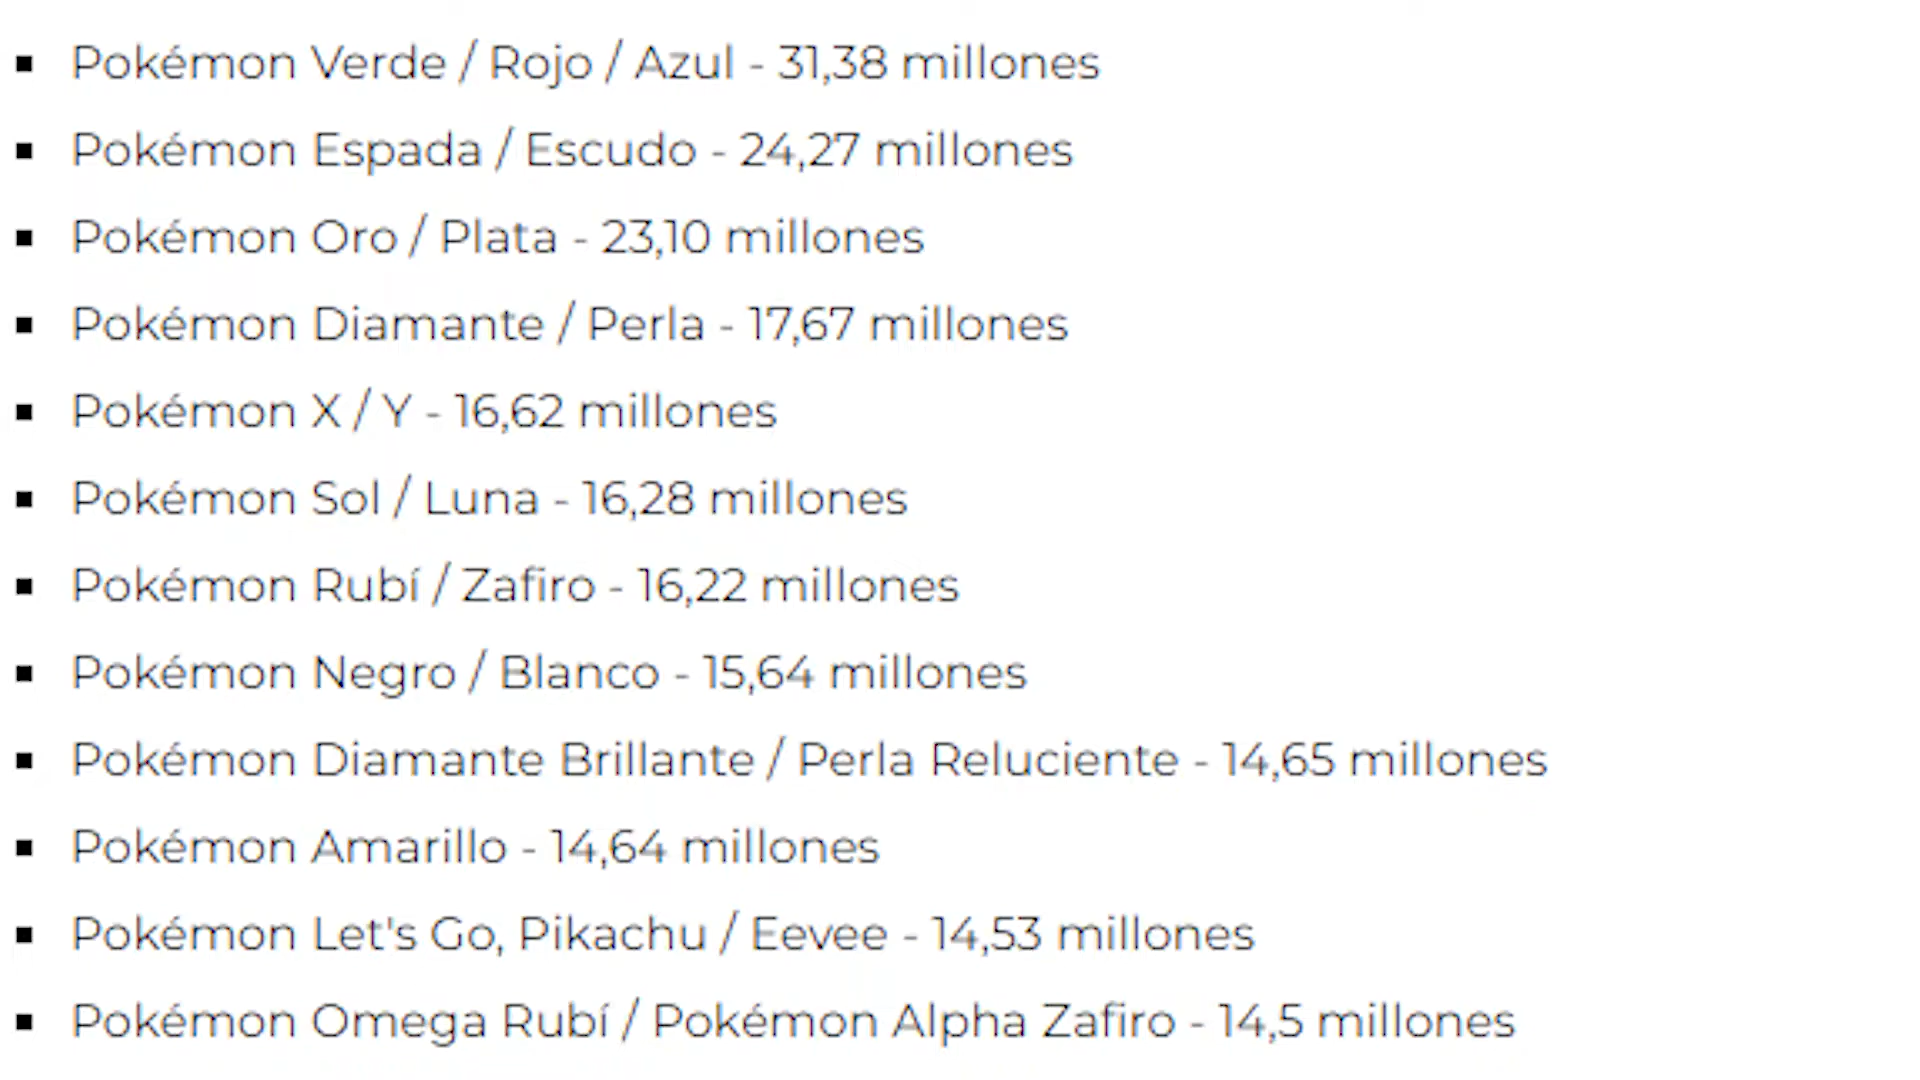 Pokémon Verde / Rojo / Azul - 31,38 millones
Pokémon Espada / Escudo - 24,27 millones
Pokémon Oro / Plata - 23,10 millones
Pokémon Diamante / Perla - 17,67 millones
Pokémon X / Y - 16,62 millones
Pokémon Sol / Luna - 16,28 millones
Pokémon Rubí / Zafiro - 16,22 millones
Pokémon Negro / Blanco - 15,64 millones
Pokémon Diamante Brillante / Perla Reluciente - 14,65 millones
Pokémon Amarillo - 14,64 millones
Pokémon Let's Go, Pikachu / Eevee - 14,53 millones
Pokémon Omega Rubí / Pokémon Alpha Zafiro - 14,5 millones